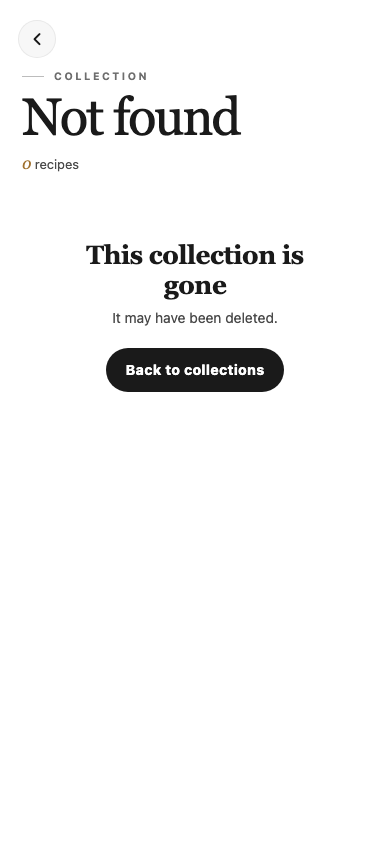 COLLECTION
Not found
0 recipes
This collection is
gone
It may have been deleted.
Back to collections